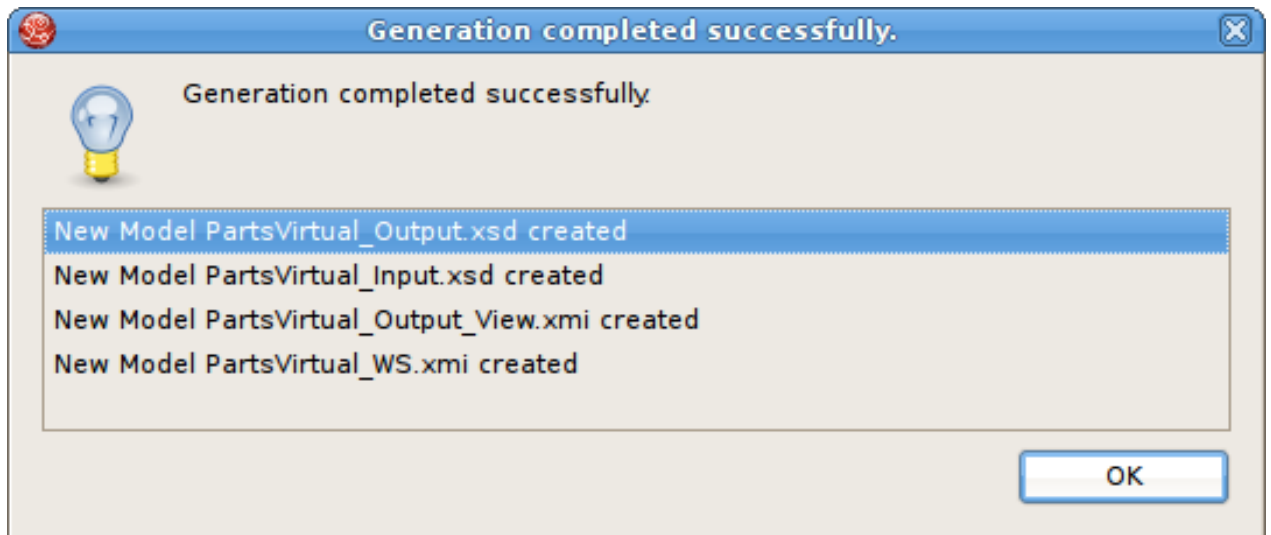 Generation completed successfully.
Generation completed successfully.
New Model PartsVirtual_Output.xsd created
New Model PartsVirtual_Input.xsd created
New Model PartsVirtual_Output_View.xmi created
New Model PartsVirtual_WS.xmi created
OK